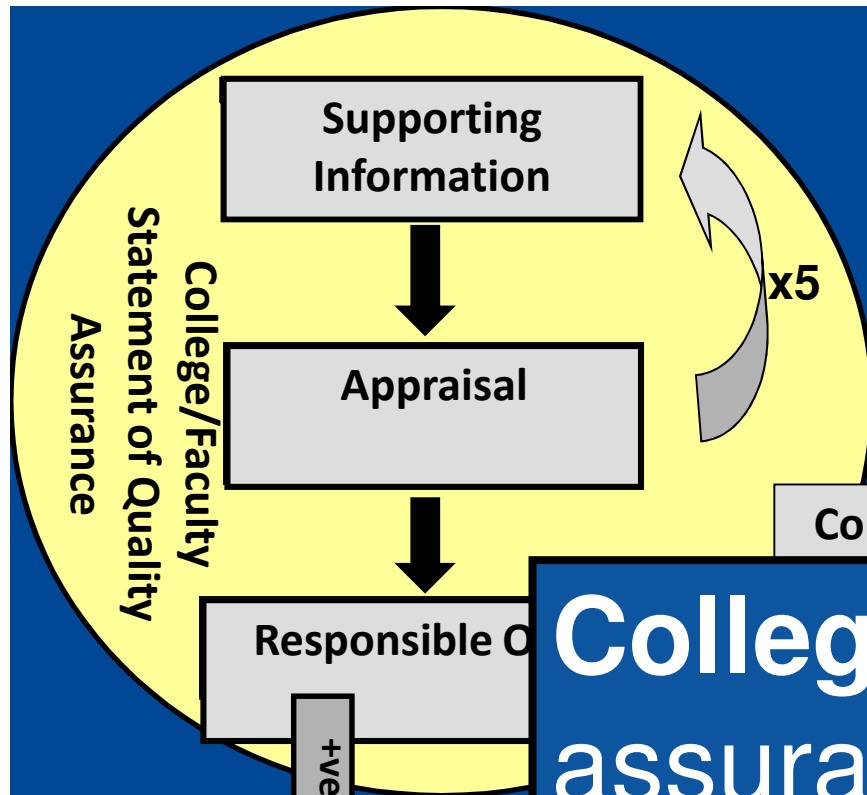 Supporting
Information
x5
College/Faculty
Statement of Quality
Assurance
Appraisal
Co
Responsible O
+ve
Colleg
assura